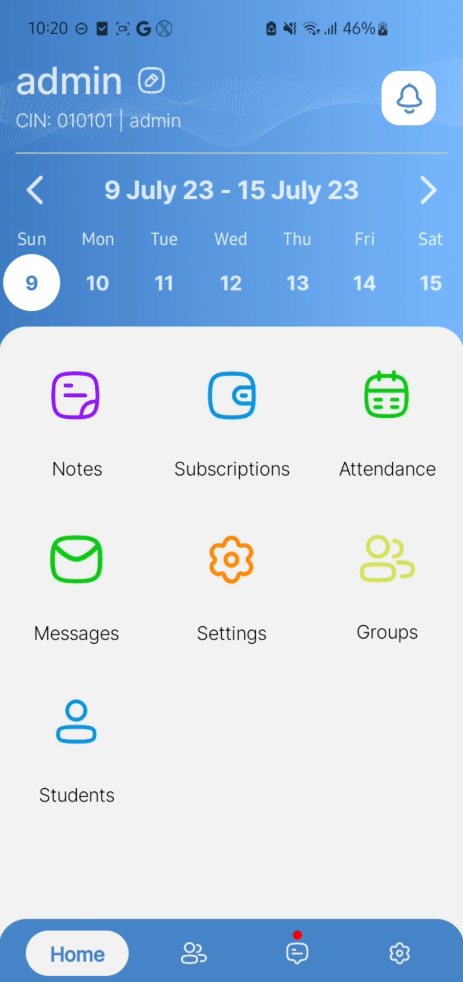 10:20 G 46%
admin
CIN: 010101 | admin
9 July 23 - 15 July 23
Sun Mon Tue Wed Thu Fri Sat
9 10 11 12 13 14 15
Notes Subscriptions Attendance
Messages Settings Groups
Students
Home